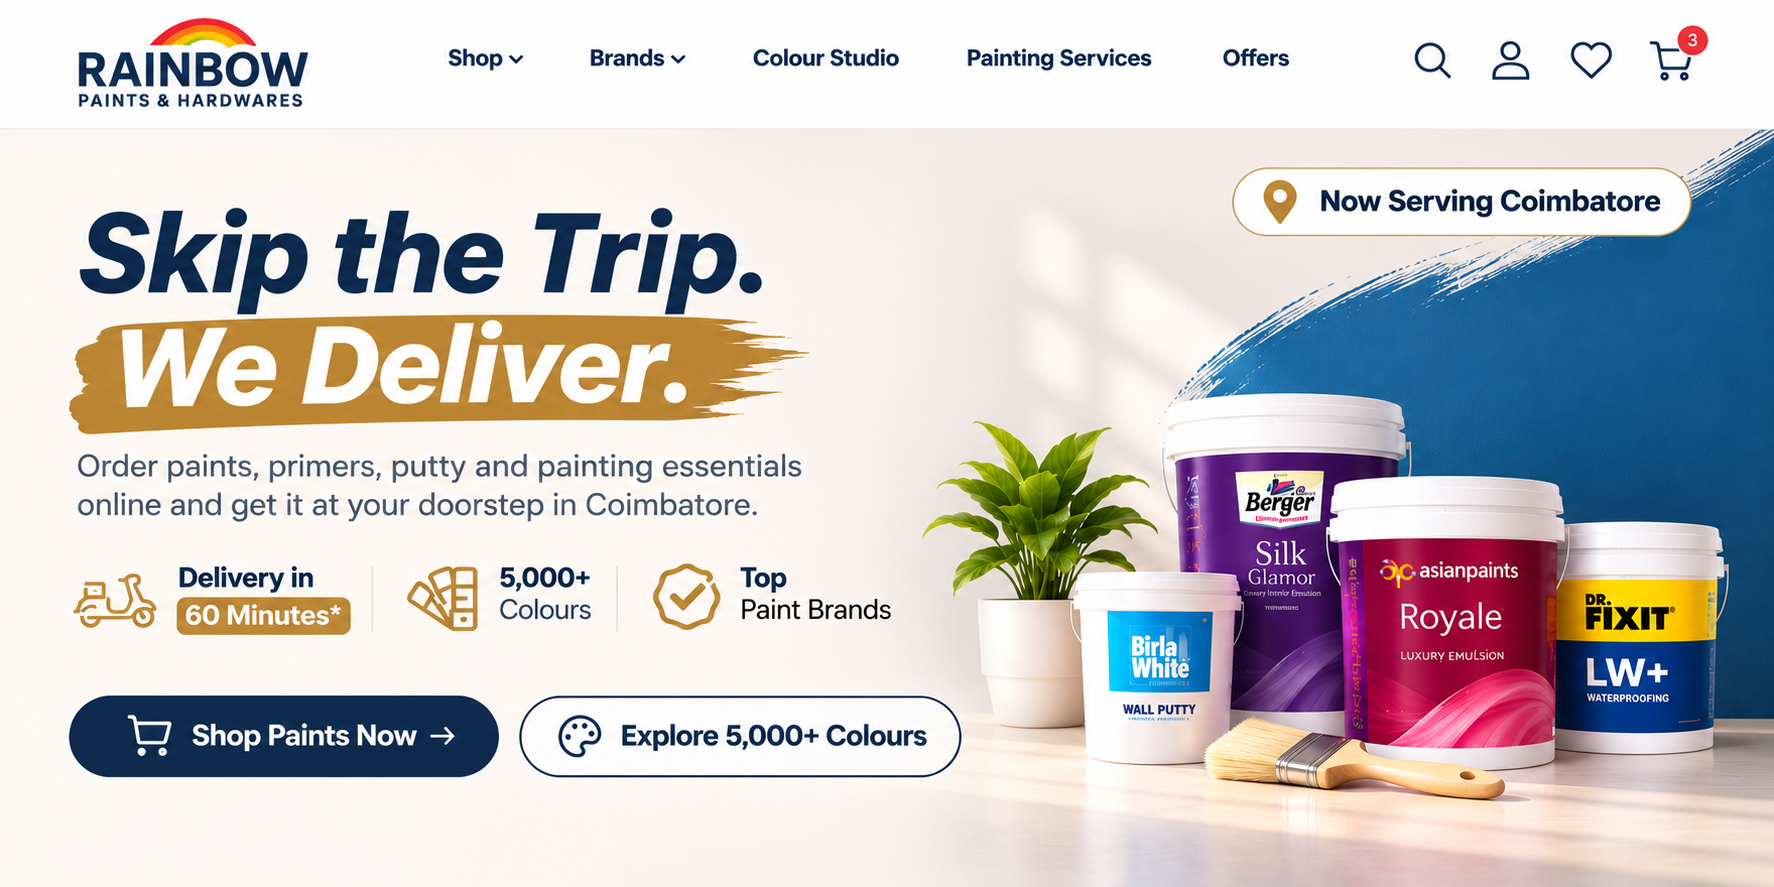 RAINBOW
PAINTS & HARDWARES
Shop
Brands
Colour Studio
Painting Services
Offers
3
Now Serving Coimbatore
Skip the Trip.
We Deliver.
Order paints, primers, putty and painting essentials
online and get it at your doorstep in Coimbatore.
Delivery in
60 Minutes*
5,000+
Colours
Top
Paint Brands
Shop Paints Now →
Explore 5,000+ Colours
Birla
White
WALL PUTTY
Berger
Silk
Glamor
asianpaints
Royale
LUXURY EMULSION
DR.
FIXIT®
LW+
WATERPROOFING